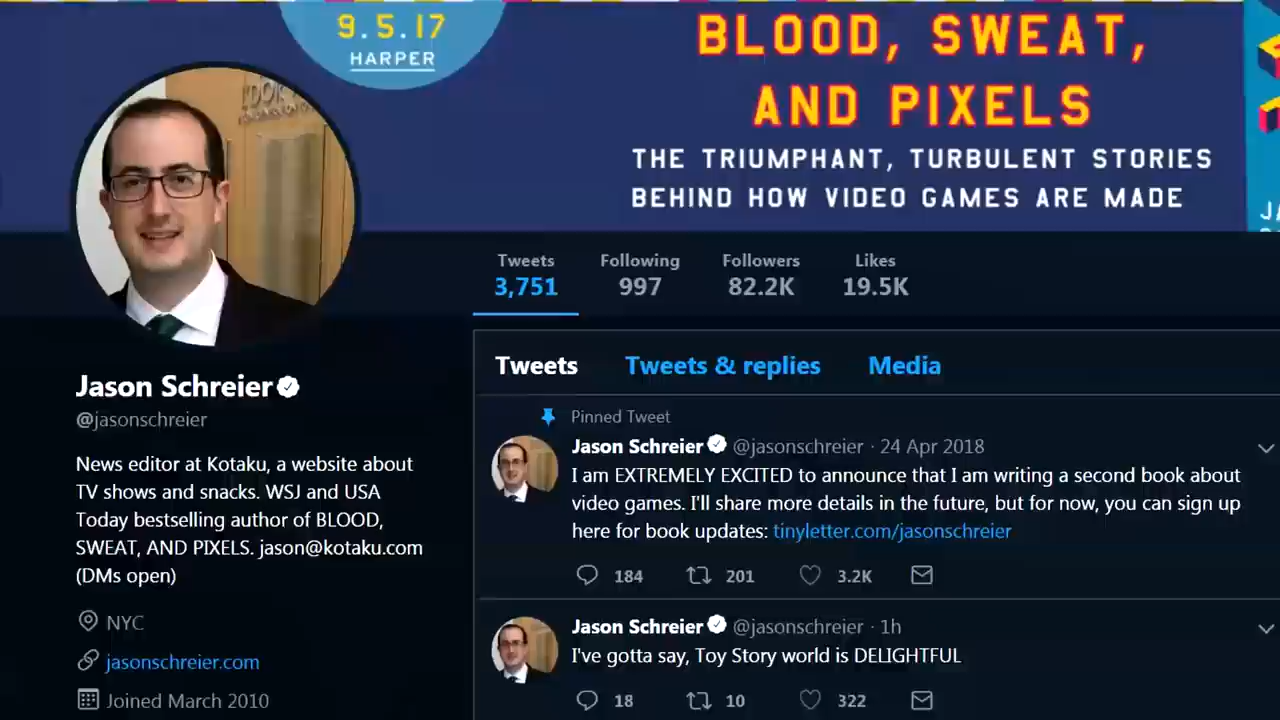 9.5.17
HARPER
BLOOD, SWEAT,
AND PIXELS
THE TRIUMPHANT, TURBULENT STORIES
BEHIND HOW VIDEO GAMES ARE MADE
Tweets
3,751
Following
997
Followers
82.2K
Likes
19.5K
Jason Schreier
@jasonschreier
News editor at Kotaku, a website about
TV shows and snacks. WSJ and USA
Today bestselling author of BLOOD,
SWEAT, AND PIXELS. jason@kotaku.com
(DMs open)
NYC
jasonschreier.com
Joined March 2010
Tweets Tweets & replies Media
Pinned Tweet
Jason Schreier @jasonschreier · 24 Apr 2018
I am EXTREMELY EXCITED to announce that I am writing a second book about
video games. I'll share more details in the future, but for now, you can sign up
here for book updates: tinyletter.com/jasonschreier
184 201 3.2K
Jason Schreier @jasonschreier · 1h
I've gotta say, Toy Story world is DELIGHTFUL
18 10 322